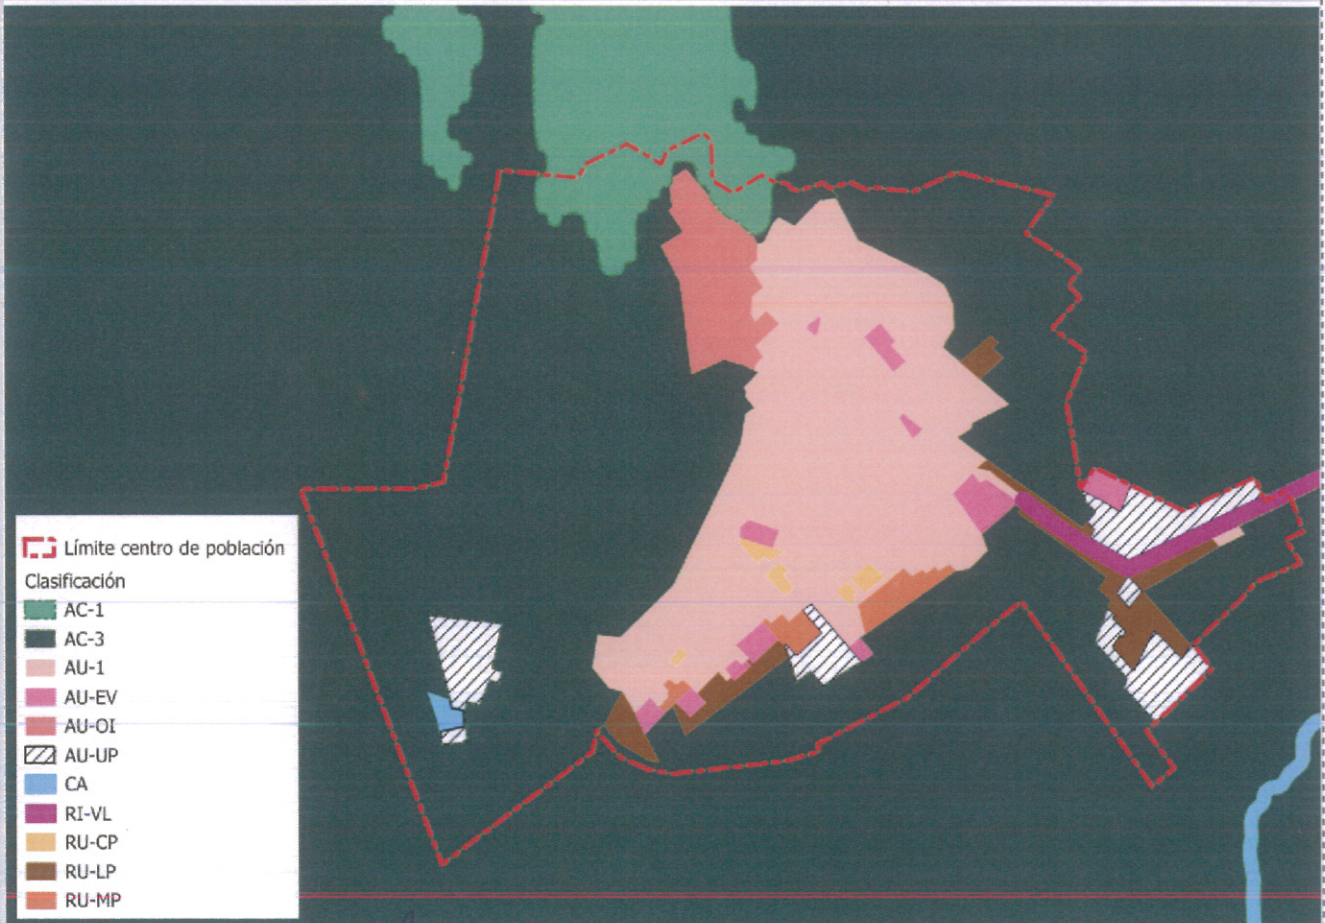 Límite centro de población
Clasificación
AC-1
AC-3
AU-1
AU-EV
AU-OI
AU-UP
CA
RI-VL
RU-CP
RU-LP
RU-MP